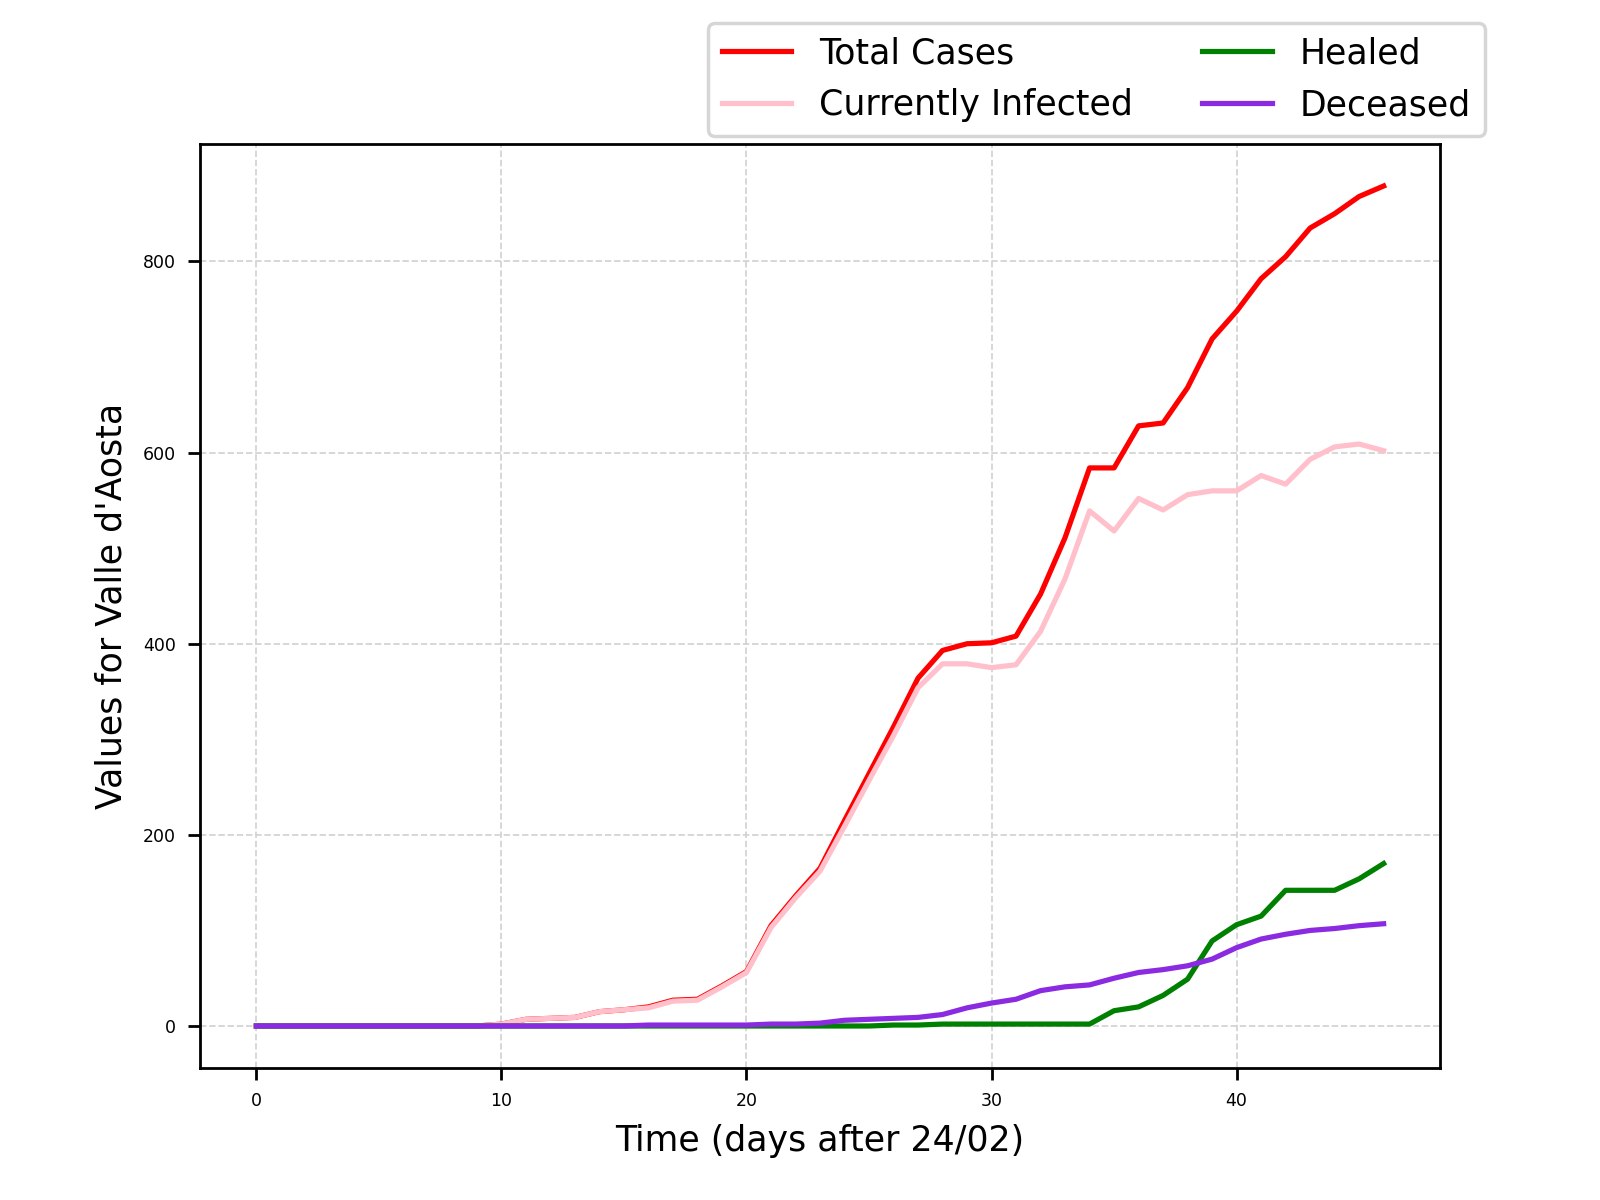 Total Cases
Currently Infected
Healed
Deceased
Values for Valle d'Aosta
800
600
400
200
0
0 10 20 30 40
Time (days after 24/02)